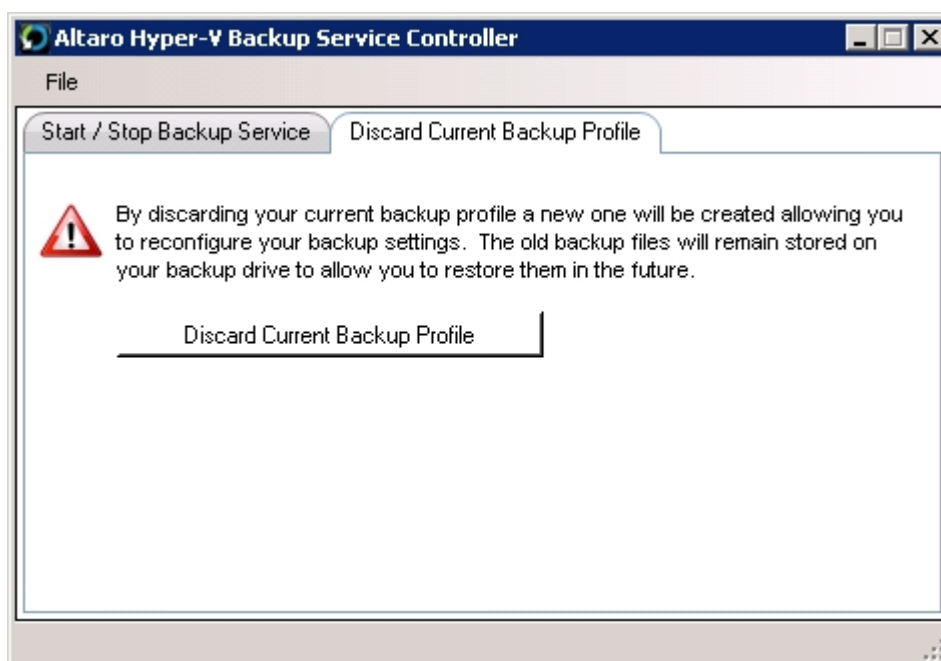 Altaro Hyper-V Backup Service Controller
File
Start / Stop Backup Service
Discard Current Backup Profile
By discarding your current backup profile a new one will be created allowing you
to reconfigure your backup settings.  The old backup files will remain stored on
your backup drive to allow you to restore them in the future.
Discard Current Backup Profile